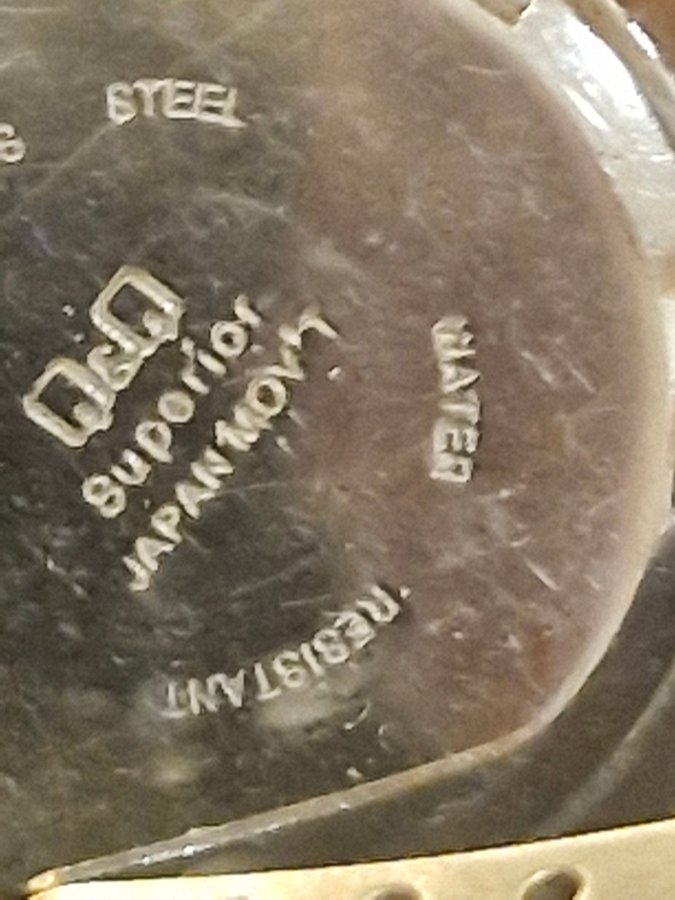 STEEL
Q&Q
Superior
JAPAN MOV'T
WATER
RESISTANT